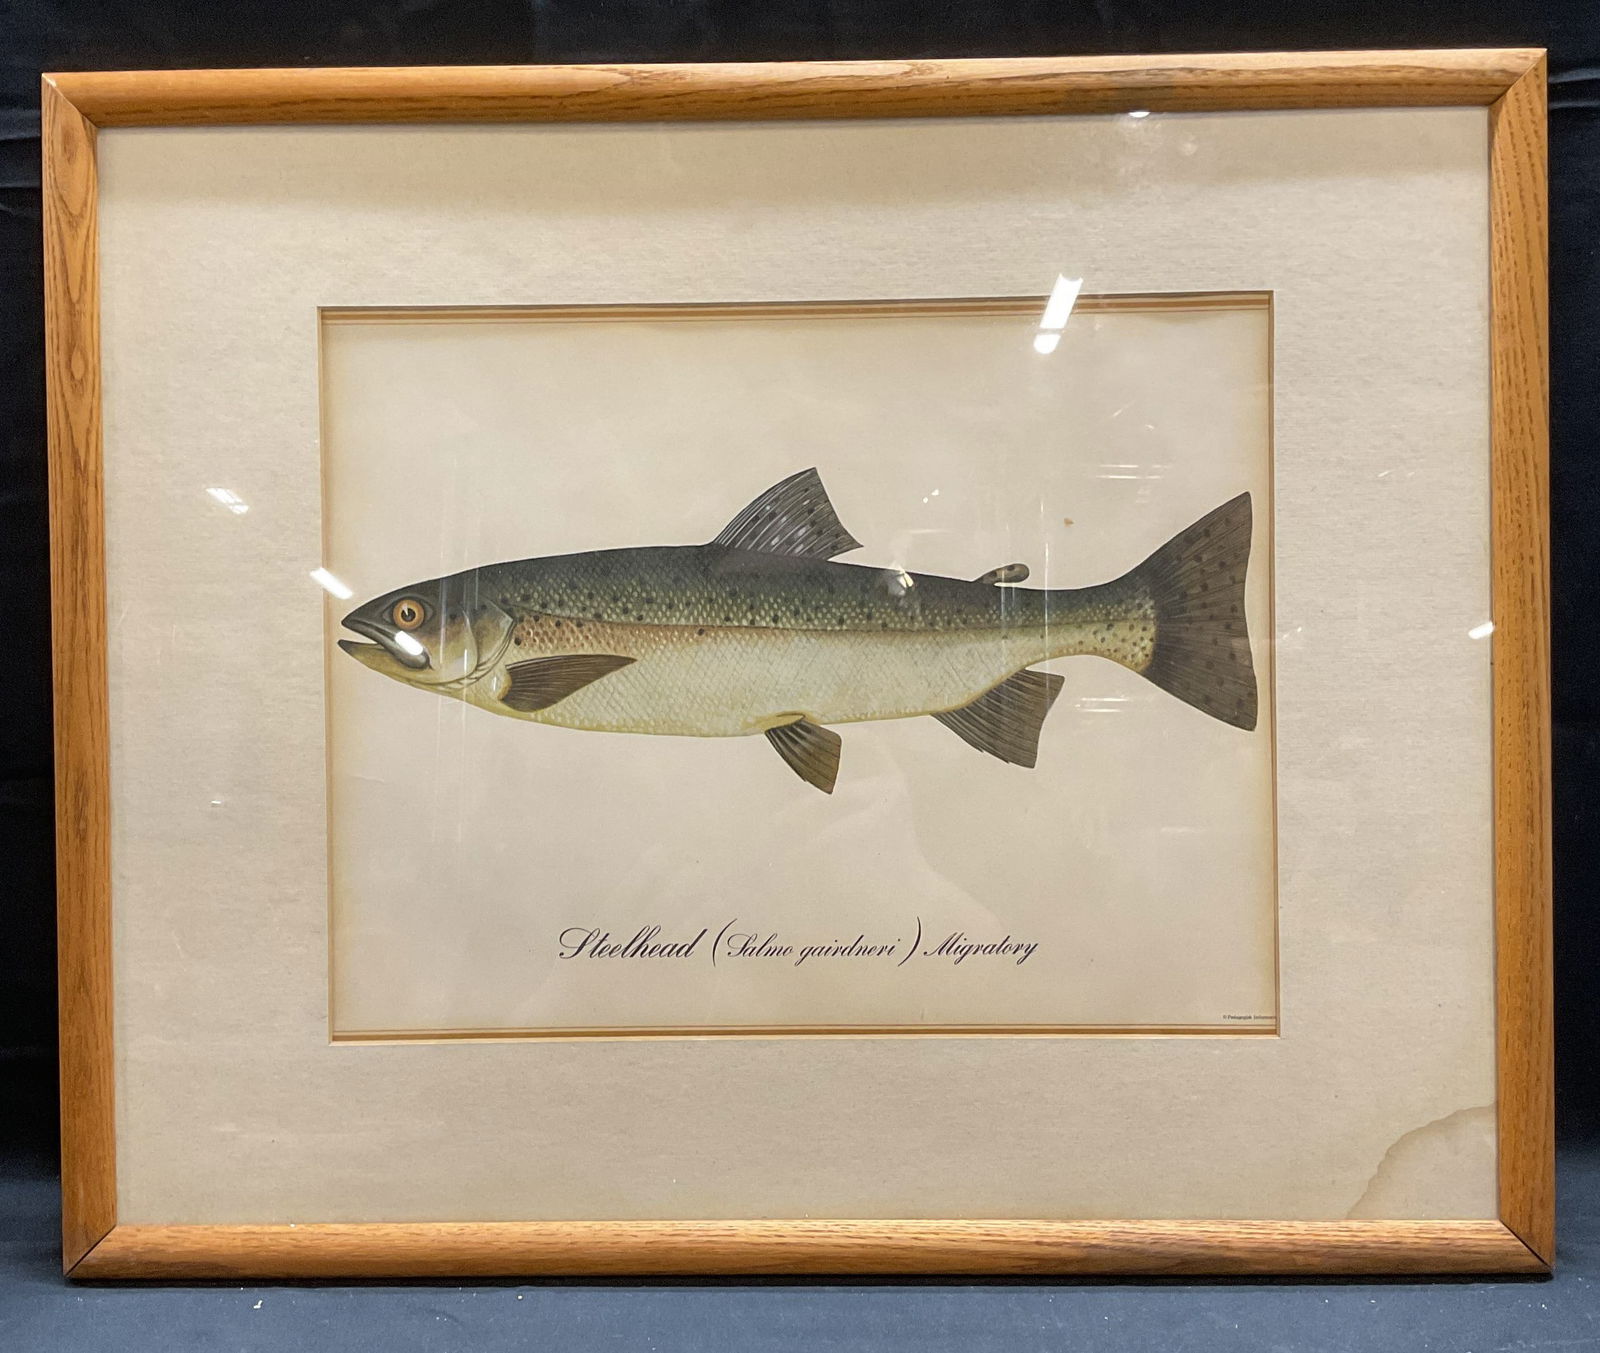 Steelhead (Salmo gairdneri) Migratory
©